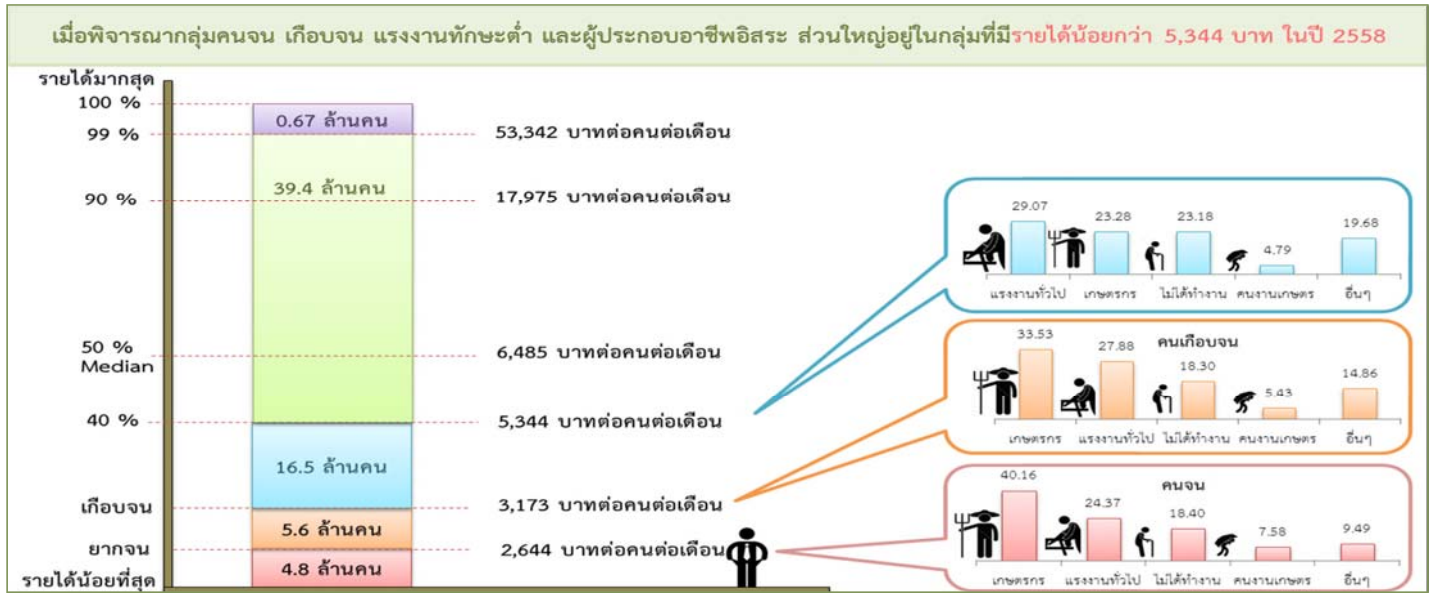 เมื่อพิจารณากลุ่มคนจน เกือบจน แรงงานทักษะต่ำ และผู้ประกอบอาชีพอิสระ ส่วนใหญ่อยู่ในกลุ่มที่มีรายได้น้อยกว่า 5,344 บาท ในปี 2558
รายได้มากสุด
100 %
0.67 ล้านคน
99 %
53,342 บาทต่อคนต่อเดือน
39.4 ล้านคน
90 %
17,975 บาทต่อคนต่อเดือน
50 %
Median
6,485 บาทต่อคนต่อเดือน
40 %
5,344 บาทต่อคนต่อเดือน
16.5 ล้านคน
เกือบจน
3,173 บาทต่อคนต่อเดือน
5.6 ล้านคน
ยากจน
2,644 บาทต่อคนต่อเดือน
4.8 ล้านคน
รายได้น้อยที่สุด
29.07 23.28 23.18 4.79 19.68
แรงงานทั่วไป เกษตรกร ไม่ได้ทำงาน คนงานเกษตร อื่นๆ
คนเกือบจน
33.53 27.88 18.30 5.43 14.86
เกษตรกร แรงงานทั่วไป ไม่ได้ทำงาน คนงานเกษตร อื่นๆ
คนจน
40.16 24.37 18.40 7.58 9.49
เกษตรกร แรงงานทั่วไป ไม่ได้ทำงาน คนงานเกษตร อื่นๆ